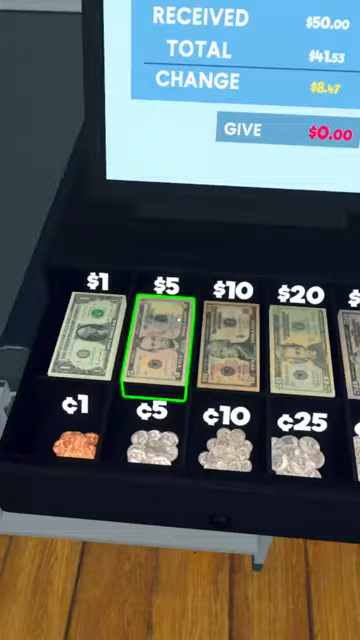 RECEIVED $50.00
TOTAL $41.53
CHANGE $8.47
GIVE $0.00
$1 $5 $10 $20
¢1 ¢5 ¢10 ¢25